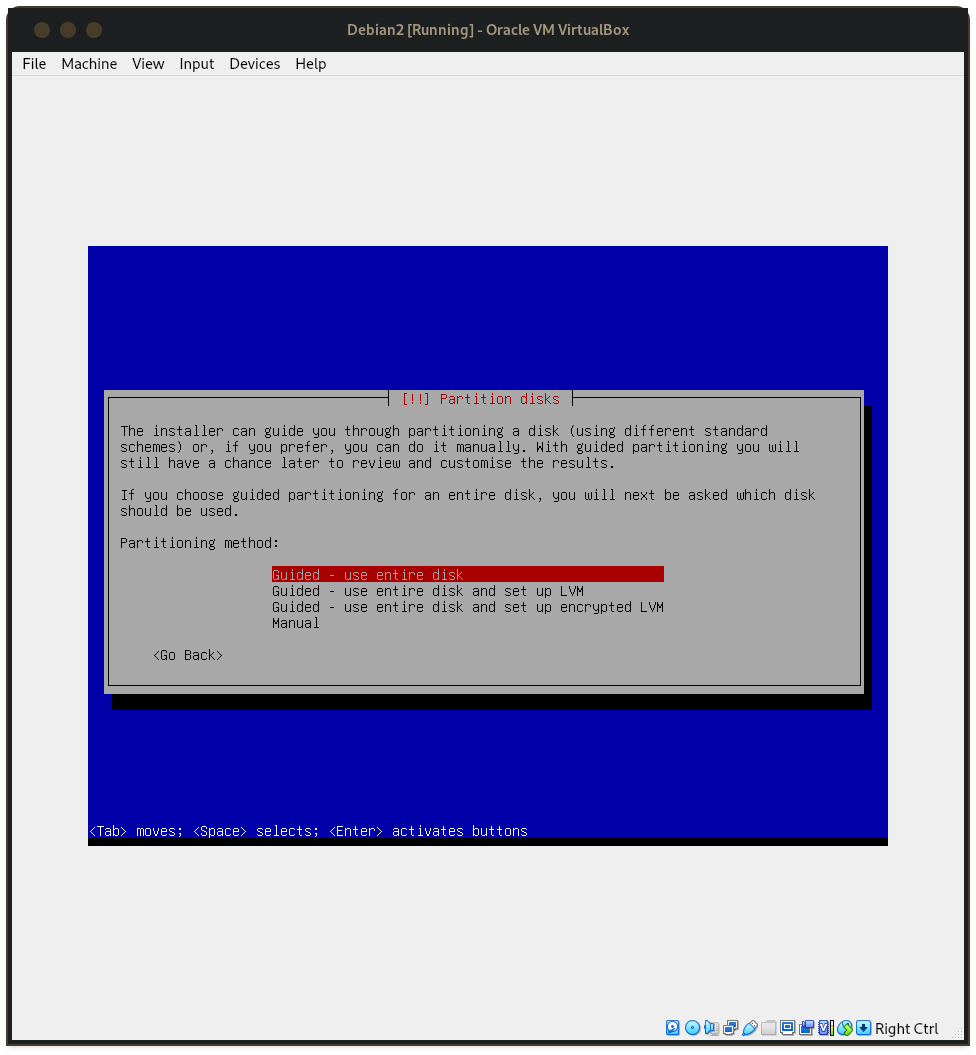 Debian2 [Running] - Oracle VM VirtualBox
File Machine View Input Devices Help
[!!] Partition disks
The installer can guide you through partitioning a disk (using different standard
schemes) or, if you prefer, you can do it manually. With guided partitioning you will
still have a chance later to review and customise the results.
If you choose guided partitioning for an entire disk, you will next be asked which disk
should be used.
Partitioning method:
Guided - use entire disk
Guided - use entire disk and set up LVM
Guided - use entire disk and set up encrypted LVM
Manual
<Go Back>
<Tab> moves; <Space> selects; <Enter> activates buttons
Right Ctrl